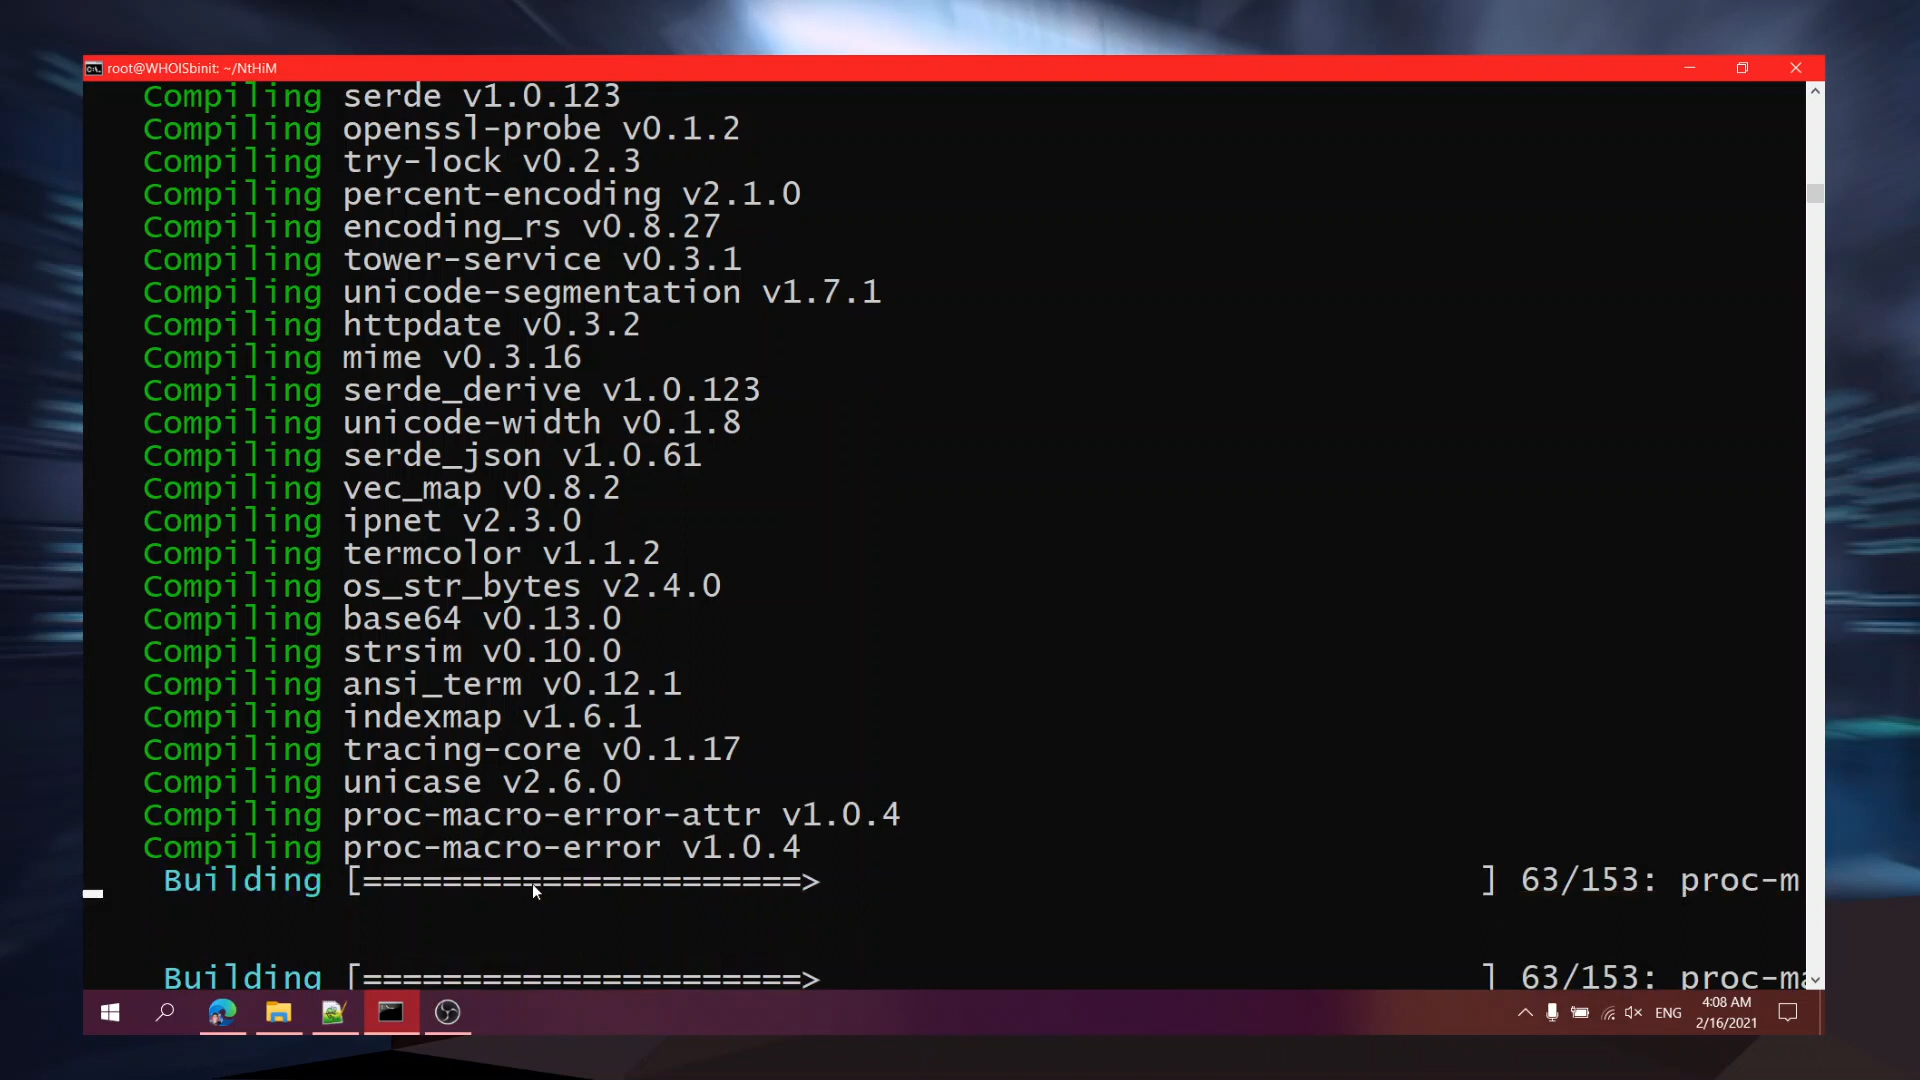 root@WHOISbinit: ~/NtHiM
Compiling serde v1.0.123
Compiling openssl-probe v0.1.2
Compiling try-lock v0.2.3
Compiling percent-encoding v2.1.0
Compiling encoding_rs v0.8.27
Compiling tower-service v0.3.1
Compiling unicode-segmentation v1.7.1
Compiling httpdate v0.3.2
Compiling mime v0.3.16
Compiling serde_derive v1.0.123
Compiling unicode-width v0.1.8
Compiling serde_json v1.0.61
Compiling vec_map v0.8.2
Compiling ipnet v2.3.0
Compiling termcolor v1.1.2
Compiling os_str_bytes v2.4.0
Compiling base64 v0.13.0
Compiling strsim v0.10.0
Compiling ansi_term v0.12.1
Compiling indexmap v1.6.1
Compiling tracing-core v0.1.17
Compiling unicase v2.6.0
Compiling proc-macro-error-attr v1.0.4
Compiling proc-macro-error v1.0.4
Building [======================> ] 63/153: proc-m
Building [======================> ] 63/153: proc-ma
ENG
4:08 AM
2/16/2021